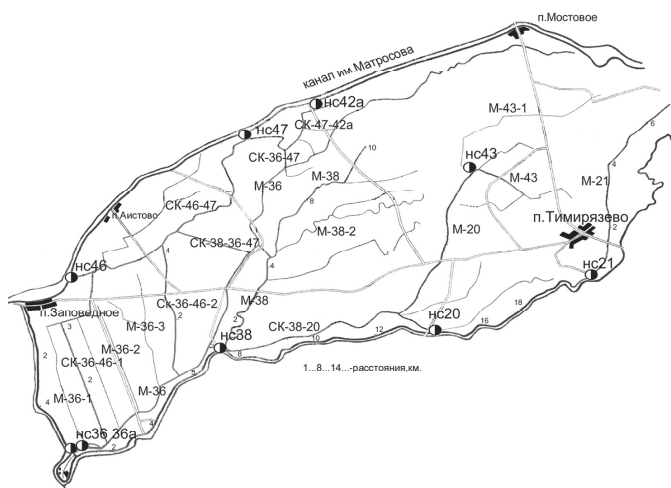 п.Мостовое
канал им.Матросова
нс42а
М-43-1
нс47
СК-47-42а
6
СК-36-47
10
нс43
4
М-36
М-38
М-43
М-21
8
СК-46-47
п.Аистово
п.Тимирязево
М-38-2
М-20
2
СК-38-36-47
4
4
нс46
нс21
СК-36-46-2
М-38
п.Заповедное
18
2
2
М-36-3
3
СК-38-20
12
нс20
16
М-36-2
10
нс38
8
2
СК-36-46-1
1...8...14...-расстояния,км.
5
2
М-36
М-36-1
4
4
нс36 36а
2